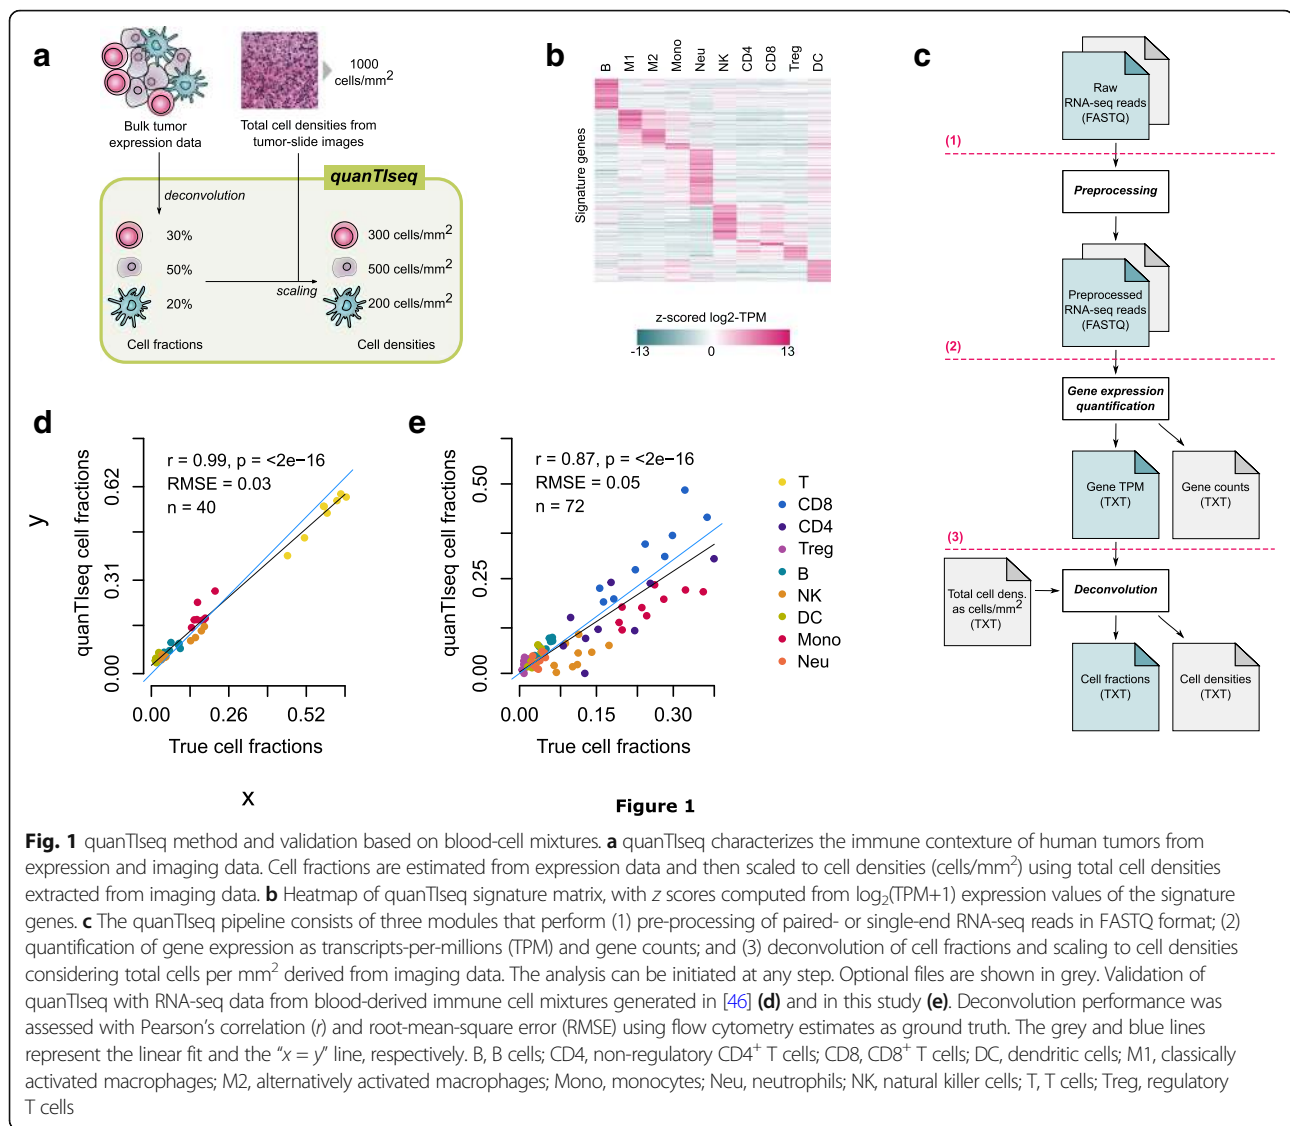 a
1000
cells/mm2
Bulk tumor
expression data
Total cell densities from
tumor-slide images
quanTIseq
deconvolution
30%
300 cells/mm2
50%
500 cells/mm2
scaling
20%
200 cells/mm2
Cell fractions
Cell densities
b
B
M1
M2
Mono
Neu
NK
CD4
CD8
Treg
DC
Signature genes
z-scored log2-TPM
-13
0
13
c
Raw
RNA-seq reads
(FASTQ)
(1)
Preprocessing
Preprocessed
RNA-seq reads
(FASTQ)
(2)
Gene expression
quantification
Gene TPM
(TXT)
Gene counts
(TXT)
(3)
Total cell dens.
as cells/mm2
(TXT)
Deconvolution
Cell fractions
(TXT)
Cell densities
(TXT)
d
y
quanTIseq cell fractions
0.62
0.31
0.00
r = 0.99, p = <2e−16
RMSE = 0.03
n = 40
0.00
0.26
0.52
True cell fractions
x
e
quanTIseq cell fractions
0.50
0.25
0.00
r = 0.87, p = <2e−16
RMSE = 0.05
n = 72
0.00
0.15
0.30
True cell fractions
T
CD8
CD4
Treg
B
NK
DC
Mono
Neu
Figure 1
Fig. 1 quanTIseq method and validation based on blood-cell mixtures. a quanTIseq characterizes the immune contexture of human tumors from
expression and imaging data. Cell fractions are estimated from expression data and then scaled to cell densities (cells/mm2) using total cell densities
extracted from imaging data. b Heatmap of quanTIseq signature matrix, with z scores computed from log2(TPM+1) expression values of the signature
genes. c The quanTIseq pipeline consists of three modules that perform (1) pre-processing of paired- or single-end RNA-seq reads in FASTQ format; (2)
quantification of gene expression as transcripts-per-millions (TPM) and gene counts; and (3) deconvolution of cell fractions and scaling to cell densities
considering total cells per mm2 derived from imaging data. The analysis can be initiated at any step. Optional files are shown in grey. Validation of
quanTIseq with RNA-seq data from blood-derived immune cell mixtures generated in [46] (d) and in this study (e). Deconvolution performance was
assessed with Pearson's correlation (r) and root-mean-square error (RMSE) using flow cytometry estimates as ground truth. The grey and blue lines
represent the linear fit and the "x = y" line, respectively. B, B cells; CD4, non-regulatory CD4+ T cells; CD8, CD8+ T cells; DC, dendritic cells; M1, classically
activated macrophages; M2, alternatively activated macrophages; Mono, monocytes; Neu, neutrophils; NK, natural killer cells; T, T cells; Treg, regulatory
T cells